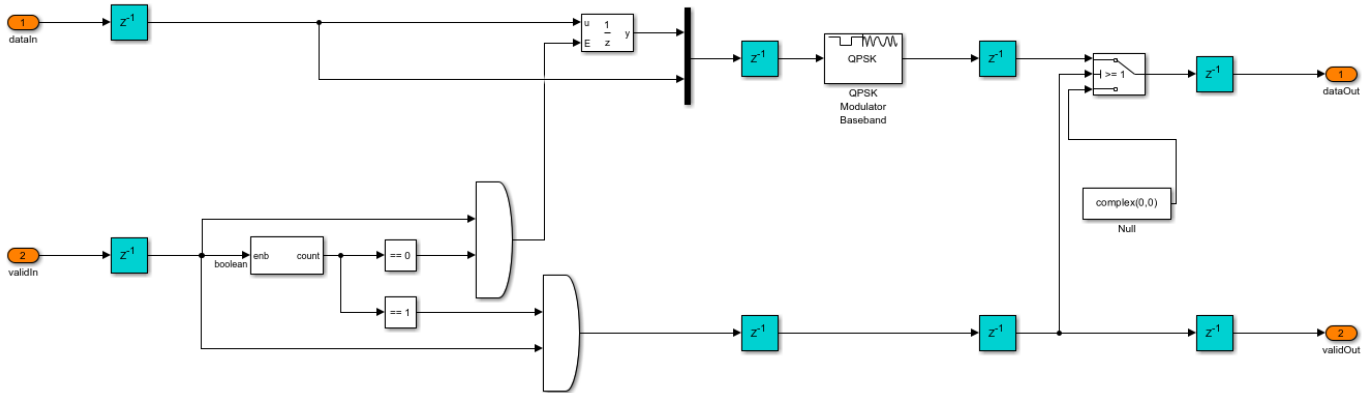 1
dataIn
z-1
u
E
1
z
y
z-1
QPSK
QPSK
Modulator
Baseband
z-1
>= 1
z-1
1
dataOut
complex(0,0)
Null
2
validIn
z-1
boolean
enb
count
== 0
== 1
z-1
z-1
z-1
2
validOut